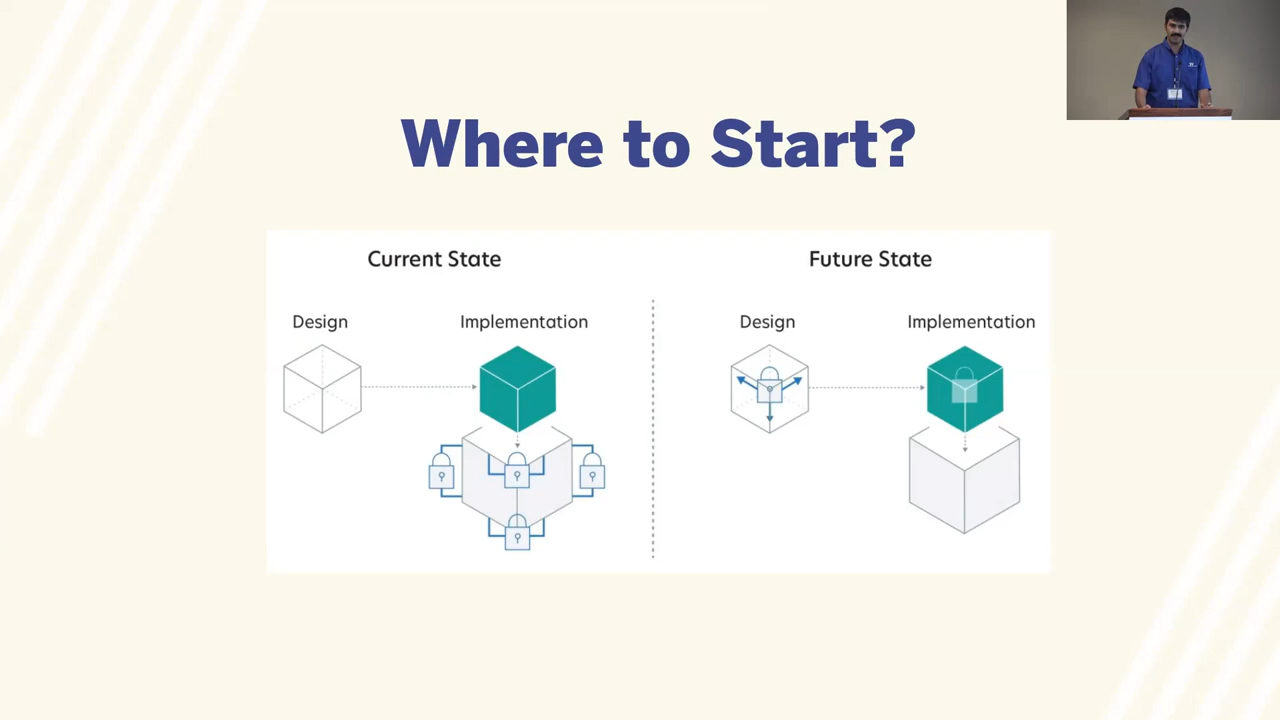 Where to Start?
Current State
Future State
Design
Implementation
Design
Implementation